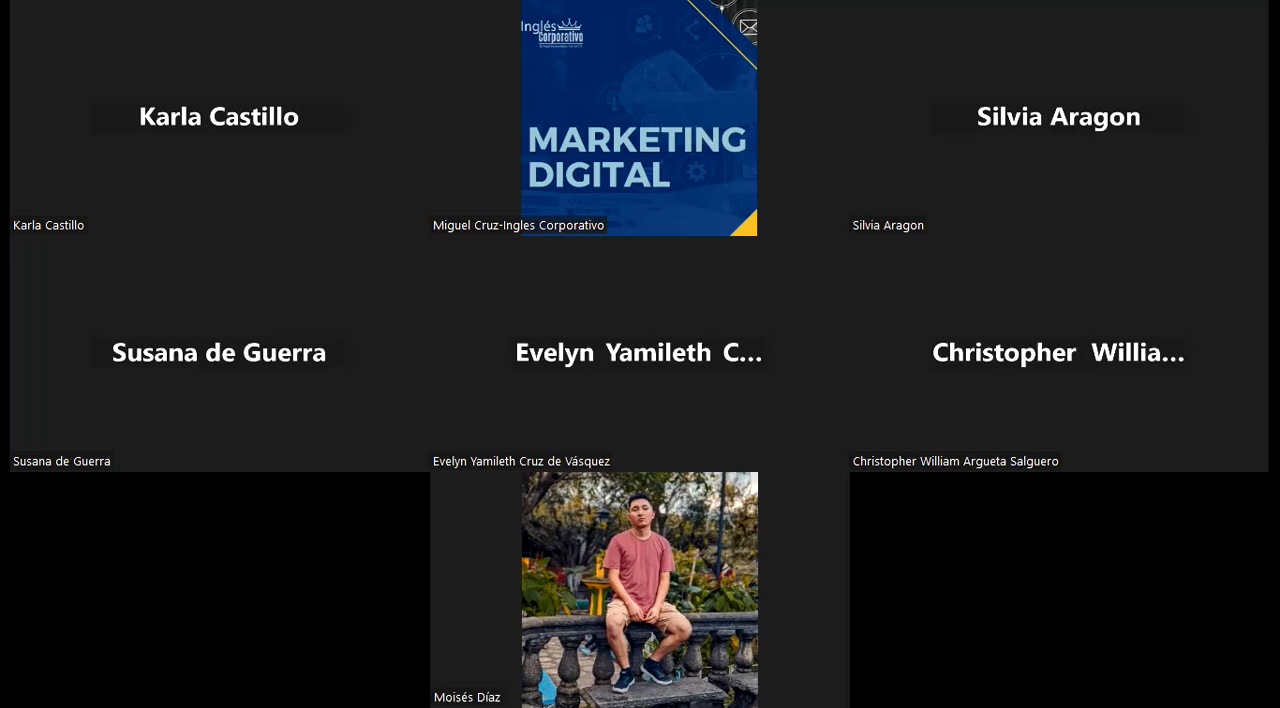 Karla Castillo
Inglés
Corporativo
MARKETING
DIGITAL
Silvia Aragon
Karla Castillo
Miguel Cruz-Ingles Corporativo
Silvia Aragon
Susana de Guerra
Evelyn Yamileth C...
Christopher Willia...
Susana de Guerra
Evelyn Yamileth Cruz de Vásquez
Christopher William Argueta Salguero
Moisés Díaz